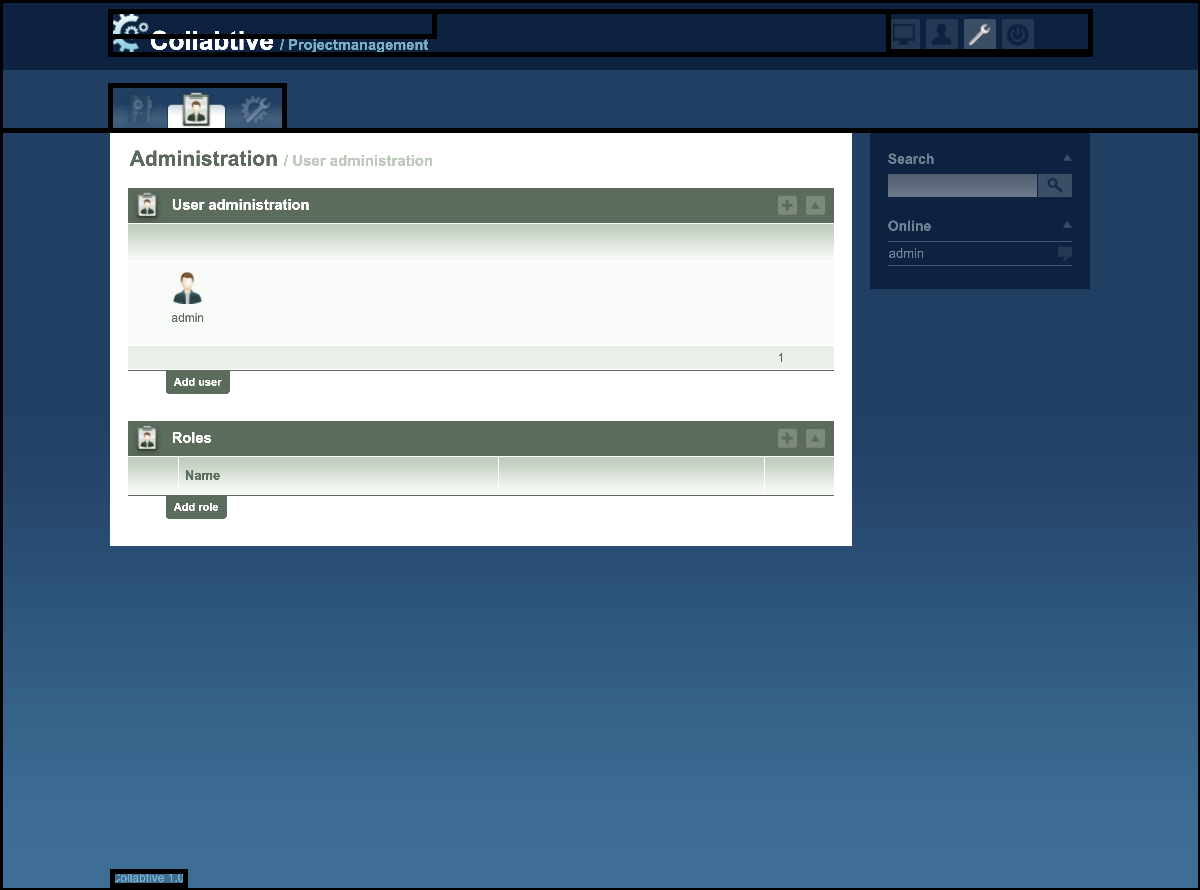 Collabtive / Projectmanagement
Administration / User administration
User administration
admin
1
Add user
Roles
Name
Add role
Search
Online
admin
Collabtive 1.0